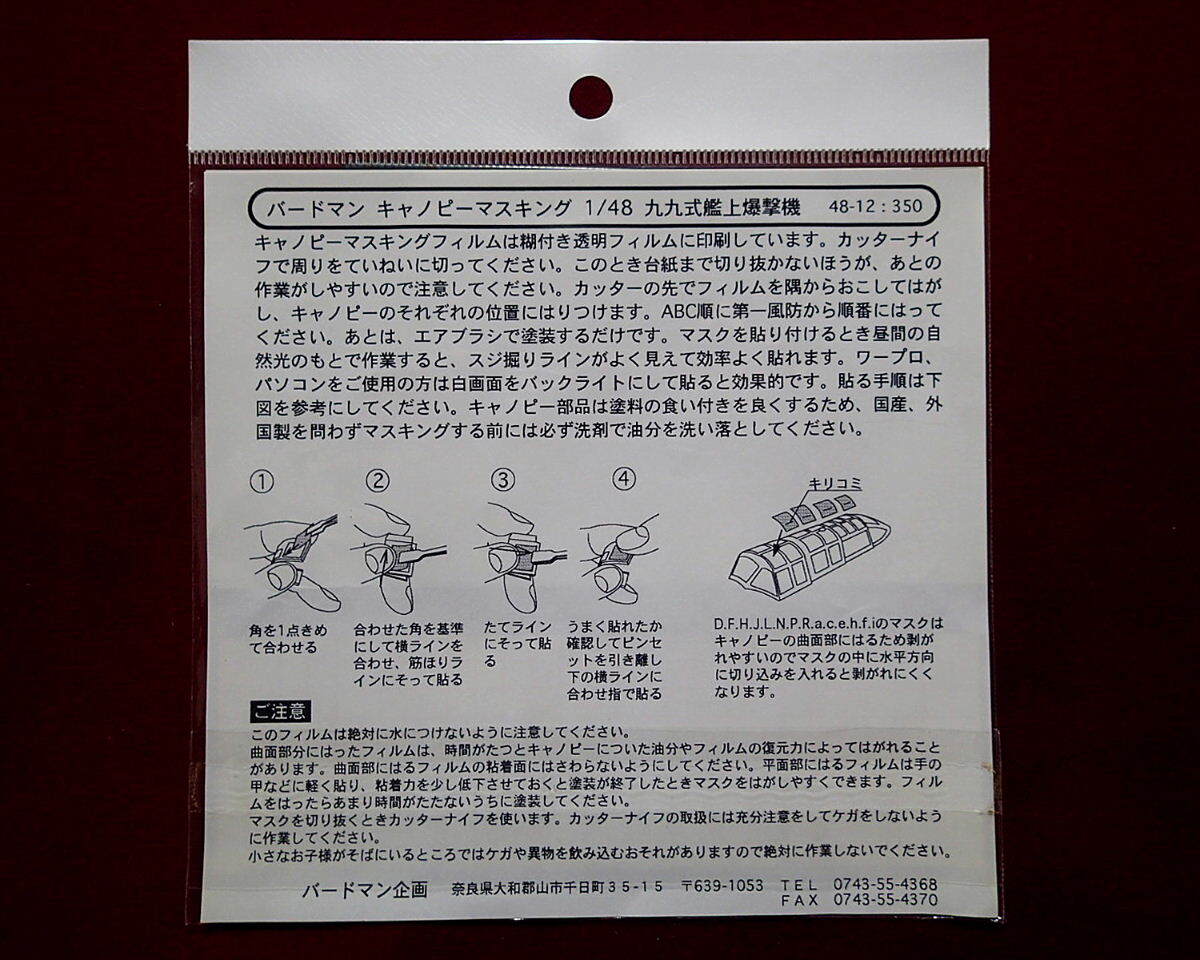 バードマン キャノピーマスキング 1/48 九九式艦上爆撃機 48-12：350
キャノピーマスキングフィルムは糊付き透明フィルムに印刷しています。カッターナイ
フで周りをていねいに切ってください。このとき台紙まで切り抜かないほうが、あとの
作業がしやすいので注意してください。カッターの先でフィルムを隅からおこしてはが
し、キャノピーのそれぞれの位置にはりつけます。ABC順に第一風防から順番にはって
ください。あとは、エアブラシで塗装するだけです。マスクを貼り付けるとき昼間の自
然光のもとで作業すると、スジ掘りラインがよく見えて効率よく貼れます。ワープロ、
パソコンをご使用の方は白画面をバックライトにして貼ると効果的です。貼る手順は下
図を参考にしてください。キャノピー部品は塗料の食い付きを良くするため、国産、外
国製を問わずマスキングする前には必ず洗剤で油分を洗い落としてください。
① ② ③ ④
キリコミ
角を1点きめ
て合わせる
合わせた角を基準
にして横ラインを
合わせ、筋ほりラ
インにそって貼る
たてライン
にそって貼
る
うまく貼れたか
確認してピンセ
ットを引き離し
下の横ラインに
合わせ指で貼る
D.F.H.J.L.N.P.R.a.c.e.h.f.iのマスクは
キャノピーの曲面部にはるため剥が
れやすいのでマスクの中に水平方向
に切り込みを入れると剥がれにくく
なります。
ご注意
このフィルムは絶対に水につけないように注意してください。
曲面部分にはったフィルムは、時間がたつとキャノピーについた油分やフィルムの復元力によってはがれること
があります。曲面部にはるフィルムの粘着面にはさわらないようにしてください。平面部にはるフィルムは手の
甲などに軽く貼り、粘着力を少し低下させておくと塗装が終了したときマスクをはがしやすくできます。フィル
ムをはったらあまり時間がたたないうちに塗装してください。
マスクを切り抜くときカッターナイフを使います。カッターナイフの取扱には充分注意をしてケガをしないよう
に作業してください。
小さなお子様がそばにいるところではケガや異物を飲み込むおそれがありますので絶対に作業しないでください。
バードマン企画 奈良県大和郡山市千日町３５-１５ 〒639-1053 ＴＥＬ 0743-55-4368
ＦＡＸ 0743-55-4370